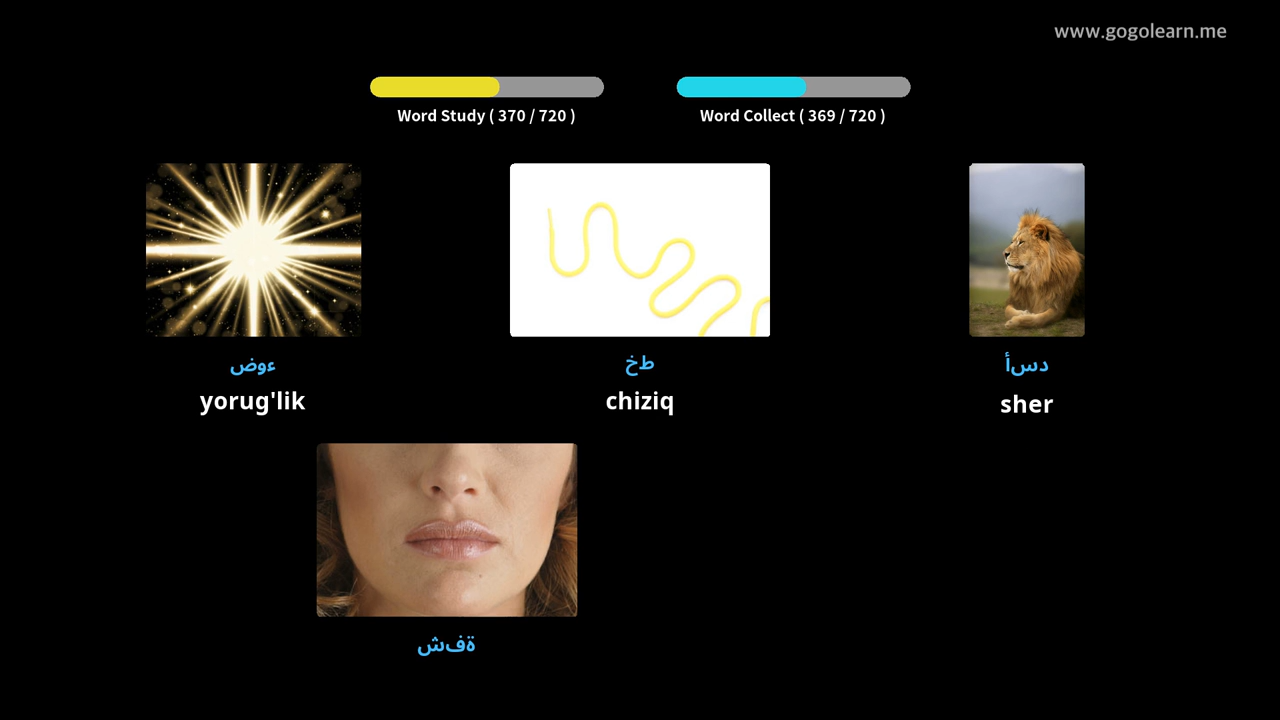 www.gogolearn.me
Word Study ( 370 / 720 )
Word Collect ( 369 / 720 )
ءوض
yorug'lik
طخ
chiziq
دسأ
sher
ةفش